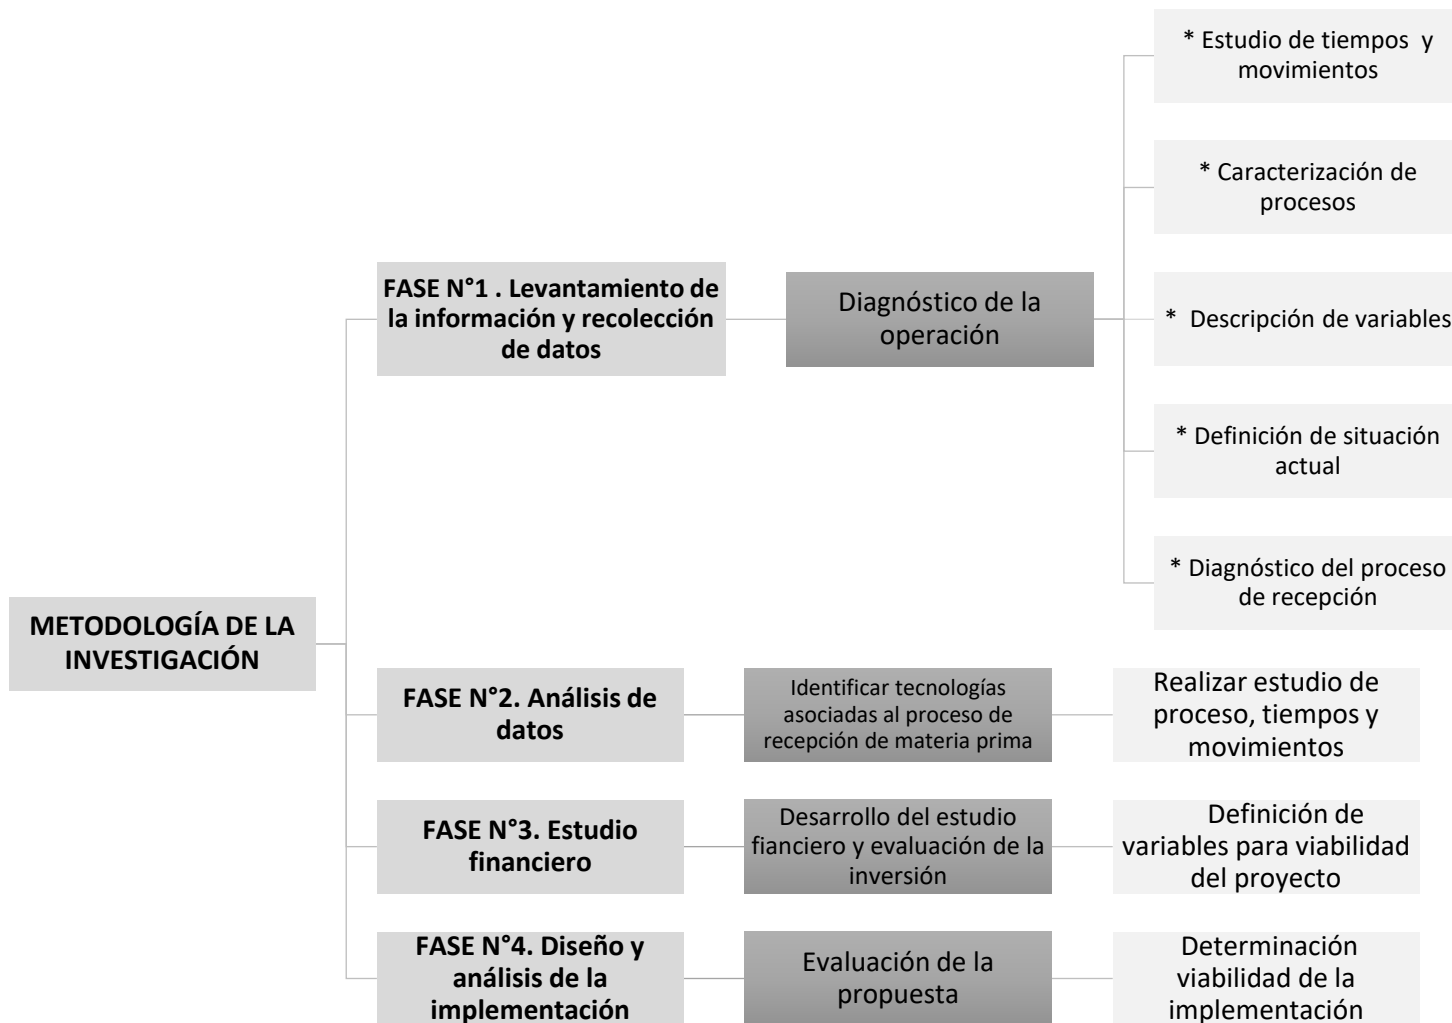 METODOLOGÍA DE LA
INVESTIGACIÓN
FASE N°1 . Levantamiento de
la información y recolección
de datos
Diagnóstico de la
operación
* Estudio de tiempos  y
movimientos
* Caracterización de
procesos
*  Descripción de variables
* Definición de situación
actual
* Diagnóstico del proceso
de recepción
FASE N°2. Análisis de
datos
Identificar tecnologías
asociadas al proceso de
recepción de materia prima
Realizar estudio de
proceso, tiempos y
movimientos
FASE N°3. Estudio
financiero
Desarrollo del estudio
fianciero y evaluación de la
inversión
Definición de
variables para viabilidad
del proyecto
FASE N°4. Diseño y
análisis de la
implementación
Evaluación de la
propuesta
Determinación
viabilidad de la
implementación